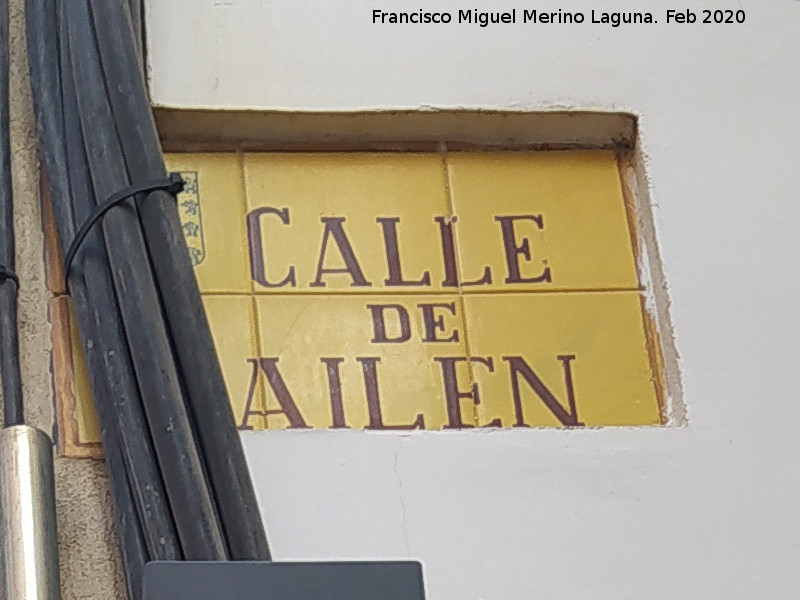 Francisco Miguel Merino Laguna. Feb 2020
CALLE
DE
AILEN